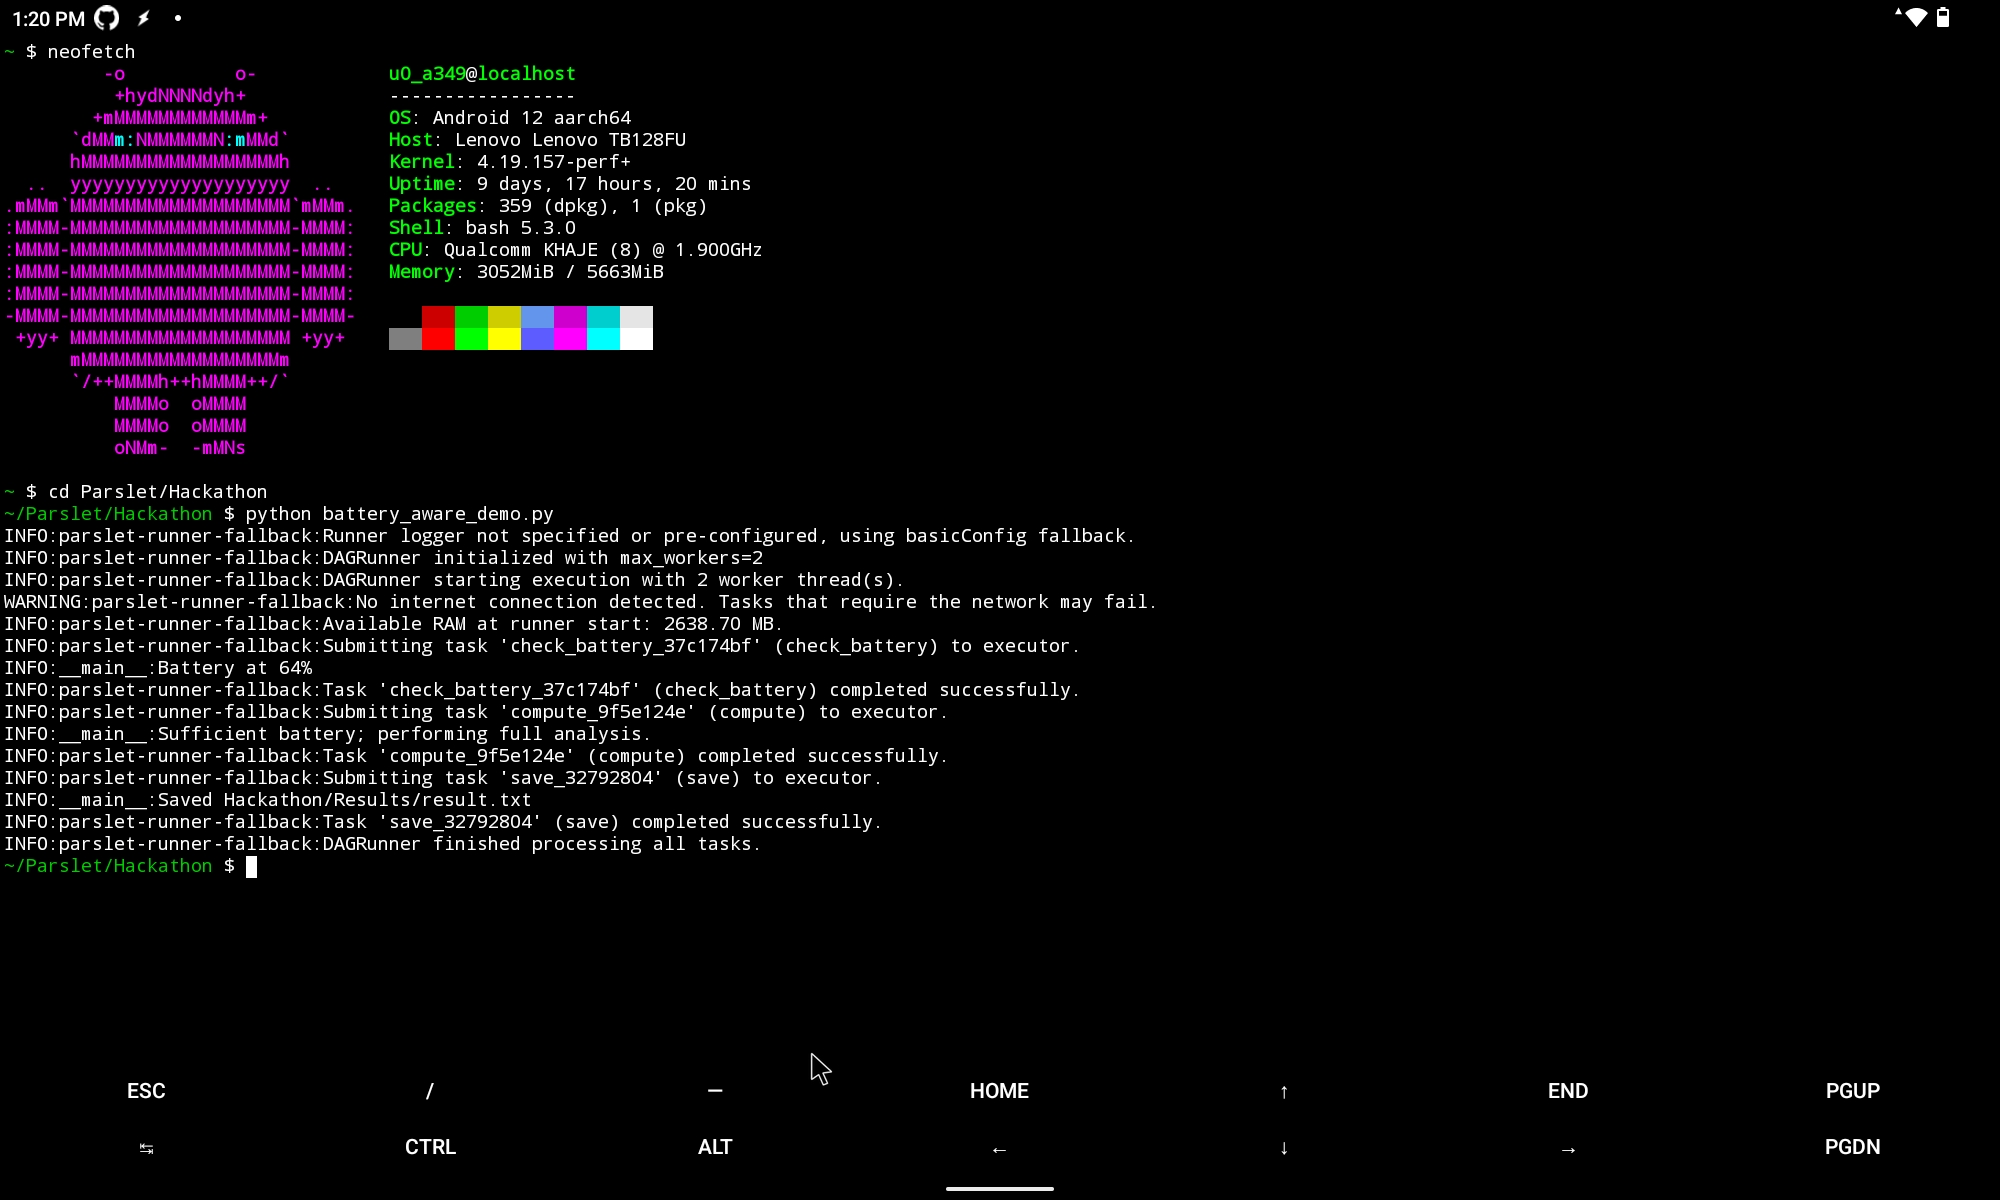 1:20 PM
~ $ neofetch
-o          o-
+hydNNNNdyh+
+mMMMMMMMMMMMMm+
`dMMm:NMMMMMMN:mMMd`
hMMMMMMMMMMMMMMMMMMh
..  yyyyyyyyyyyyyyyyyyyy  ..
.mMMm`MMMMMMMMMMMMMMMMMMMM`mMMm.
:MMMM-MMMMMMMMMMMMMMMMMMMM-MMMM:
:MMMM-MMMMMMMMMMMMMMMMMMMM-MMMM:
:MMMM-MMMMMMMMMMMMMMMMMMMM-MMMM:
:MMMM-MMMMMMMMMMMMMMMMMMMM-MMMM:
-MMMM-MMMMMMMMMMMMMMMMMMMM-MMMM-
+yy+ MMMMMMMMMMMMMMMMMMMM +yy+
mMMMMMMMMMMMMMMMMMMm
`/++MMMMh++hMMMM++/`
MMMMo  oMMMM
MMMMo  oMMMM
oNMm-  -mMNs
u0_a349@localhost
-----------------
OS: Android 12 aarch64
Host: Lenovo Lenovo TB128FU
Kernel: 4.19.157-perf+
Uptime: 9 days, 17 hours, 20 mins
Packages: 359 (dpkg), 1 (pkg)
Shell: bash 5.3.0
CPU: Qualcomm KHAJE (8) @ 1.900GHz
Memory: 3052MiB / 5663MiB
~ $ cd Parslet/Hackathon
~/Parslet/Hackathon $ python battery_aware_demo.py
INFO:parslet-runner-fallback:Runner logger not specified or pre-configured, using basicConfig fallback.
INFO:parslet-runner-fallback:DAGRunner initialized with max_workers=2
INFO:parslet-runner-fallback:DAGRunner starting execution with 2 worker thread(s).
WARNING:parslet-runner-fallback:No internet connection detected. Tasks that require the network may fail.
INFO:parslet-runner-fallback:Available RAM at runner start: 2638.70 MB.
INFO:parslet-runner-fallback:Submitting task 'check_battery_37c174bf' (check_battery) to executor.
INFO:__main__:Battery at 64%
INFO:parslet-runner-fallback:Task 'check_battery_37c174bf' (check_battery) completed successfully.
INFO:parslet-runner-fallback:Submitting task 'compute_9f5e124e' (compute) to executor.
INFO:__main__:Sufficient battery; performing full analysis.
INFO:parslet-runner-fallback:Task 'compute_9f5e124e' (compute) completed successfully.
INFO:parslet-runner-fallback:Submitting task 'save_32792804' (save) to executor.
INFO:__main__:Saved Hackathon/Results/result.txt
INFO:parslet-runner-fallback:Task 'save_32792804' (save) completed successfully.
INFO:parslet-runner-fallback:DAGRunner finished processing all tasks.
~/Parslet/Hackathon $
ESC / — HOME ↑ END PGUP
↹ CTRL ALT ← ↓ → PGDN